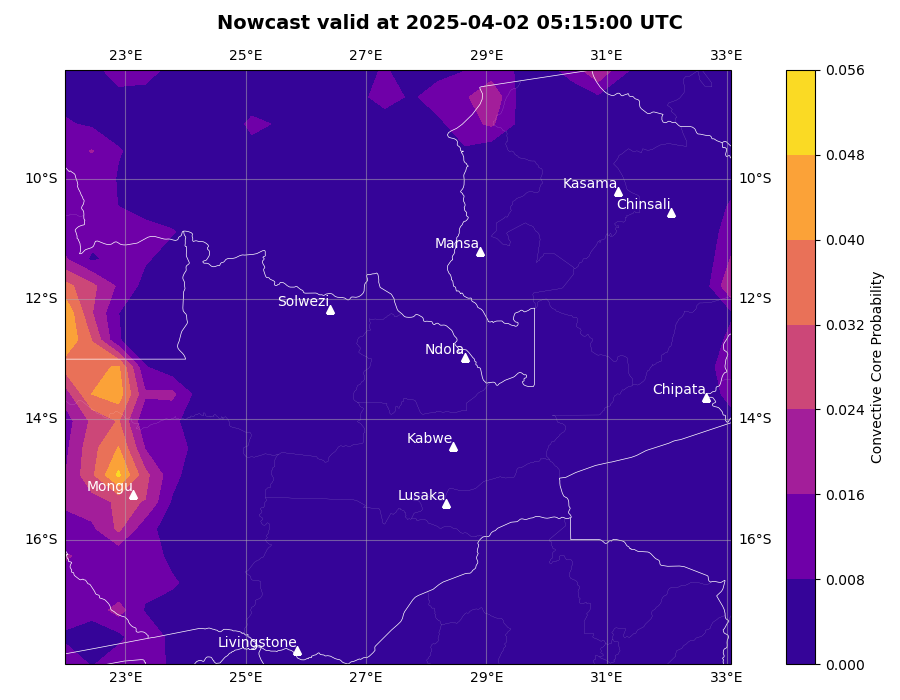 Nowcast valid at 2025-04-02 05:15:00 UTC
23°E 25°E 27°E 29°E 31°E 33°E
0.056
0.048
0.040
0.032
0.024
0.016
0.008
0.000
Convective Core Probability
10°S 10°S
12°S 12°S
14°S 14°S
16°S 16°S
Kasama
Chinsali
Mansa
Solwezi
Ndola
Chipata
Kabwe
Mongu
Lusaka
Livingstone
23°E 25°E 27°E 29°E 31°E 33°E